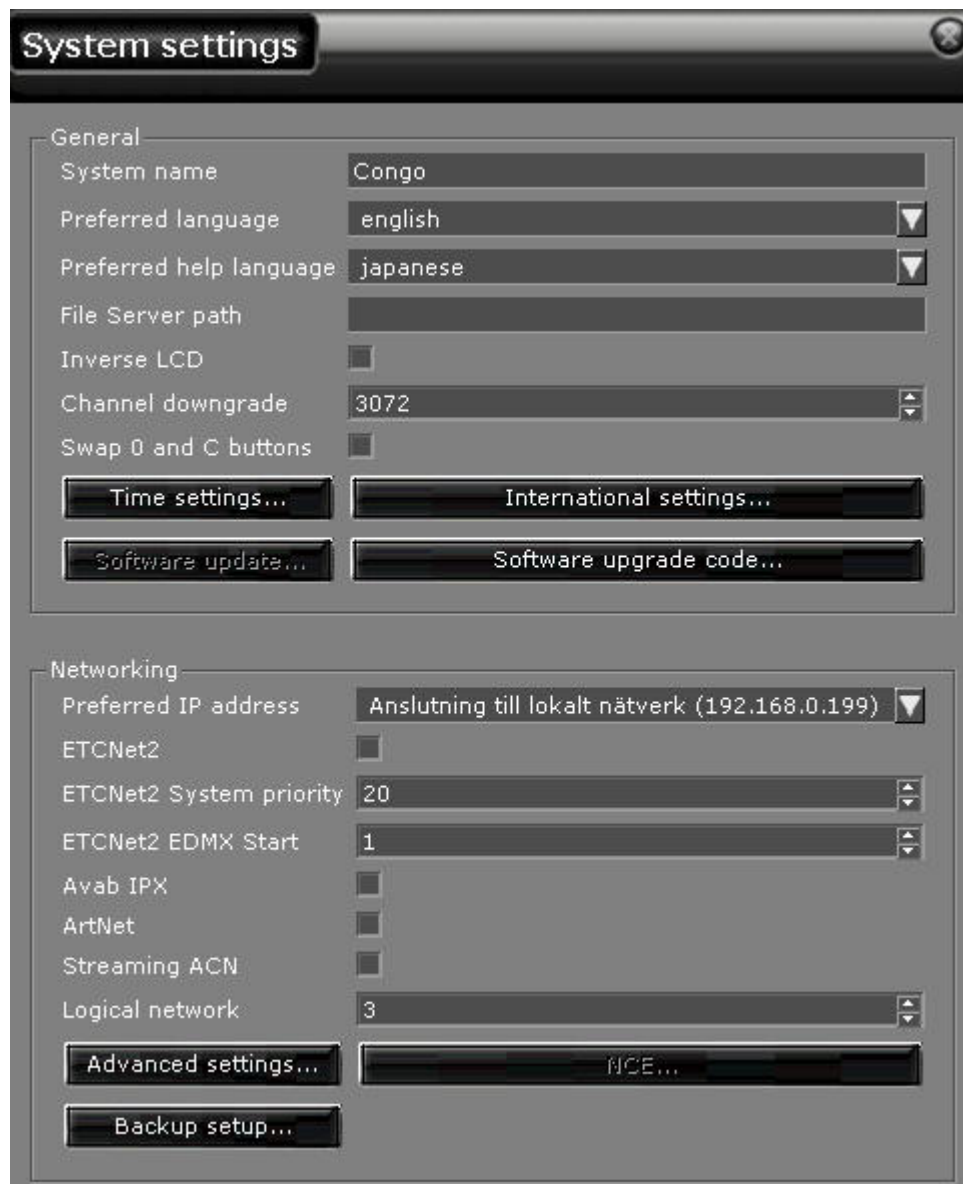 System settings
General
System name Congo
Preferred language english
Preferred help language japanese
File Server path
Inverse LCD
Channel downgrade 3072
Swap 0 and C buttons
Time settings... International settings...
Software update... Software upgrade code...
Networking
Preferred IP address Anslutning till lokalt nätverk (192.168.0.199)
ETCNet2
ETCNet2 System priority 20
ETCNet2 EDMX Start 1
Avab IPX
ArtNet
Streaming ACN
Logical network 3
Advanced settings... NCE...
Backup setup...